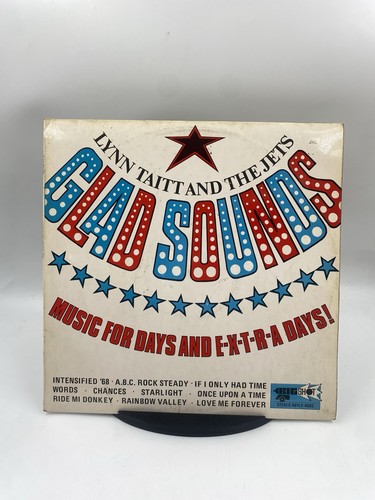 LYNN TAITT AND THE JETS
GLAD SOUNDS
MUSIC FOR DAYS AND E-X-T-R-A DAYS!
INTENSIFIED '68 · A.B.C. ROCK STEADY · IF I ONLY HAD TIME
WORDS · CHANCES · STARLIGHT · ONCE UPON A TIME
RIDE MI DONKEY · RAINBOW VALLEY · LOVE ME FOREVER
BIG SHOT